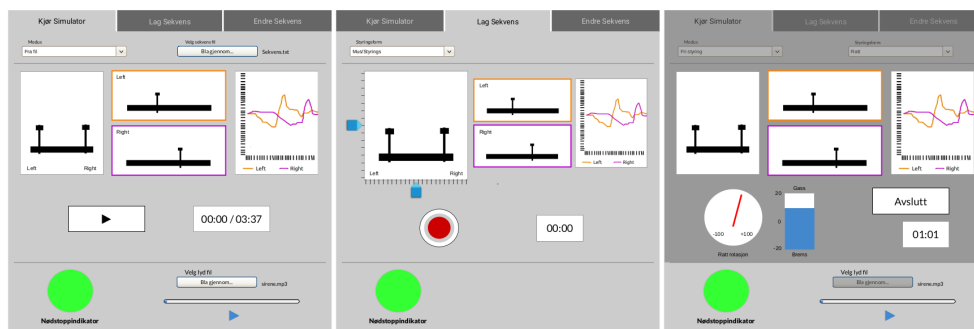 Kjør Simulator
Lag Sekvens
Endre Sekvens
Modus
Velg sekvens fil
Fra fil
Bla gjennom...
Sekvens.txt
Left
Right
Left
Right
Left
Right
00:00 / 03:37
Velg lyd fil
Bla gjennom...
sirene.mp3
Nødstoppindikator
Kjør Simulator
Lag Sekvens
Endre Sekvens
Styringsform
MusStyrings
Left
Right
Left
Right
Left
Right
00:00
Nødstoppindikator
Kjør Simulator
Lag Sekvens
Endre Sekvens
Modus
Styringsform
Fri styring
Ratt
Left
Right
Left
Right
-100
+100
Ratt rotasjon
Gass
20
0
-20
Brems
Avslutt
01:01
Velg lyd fil
Bla gjennom...
sirene.mp3
Nødstoppindikator